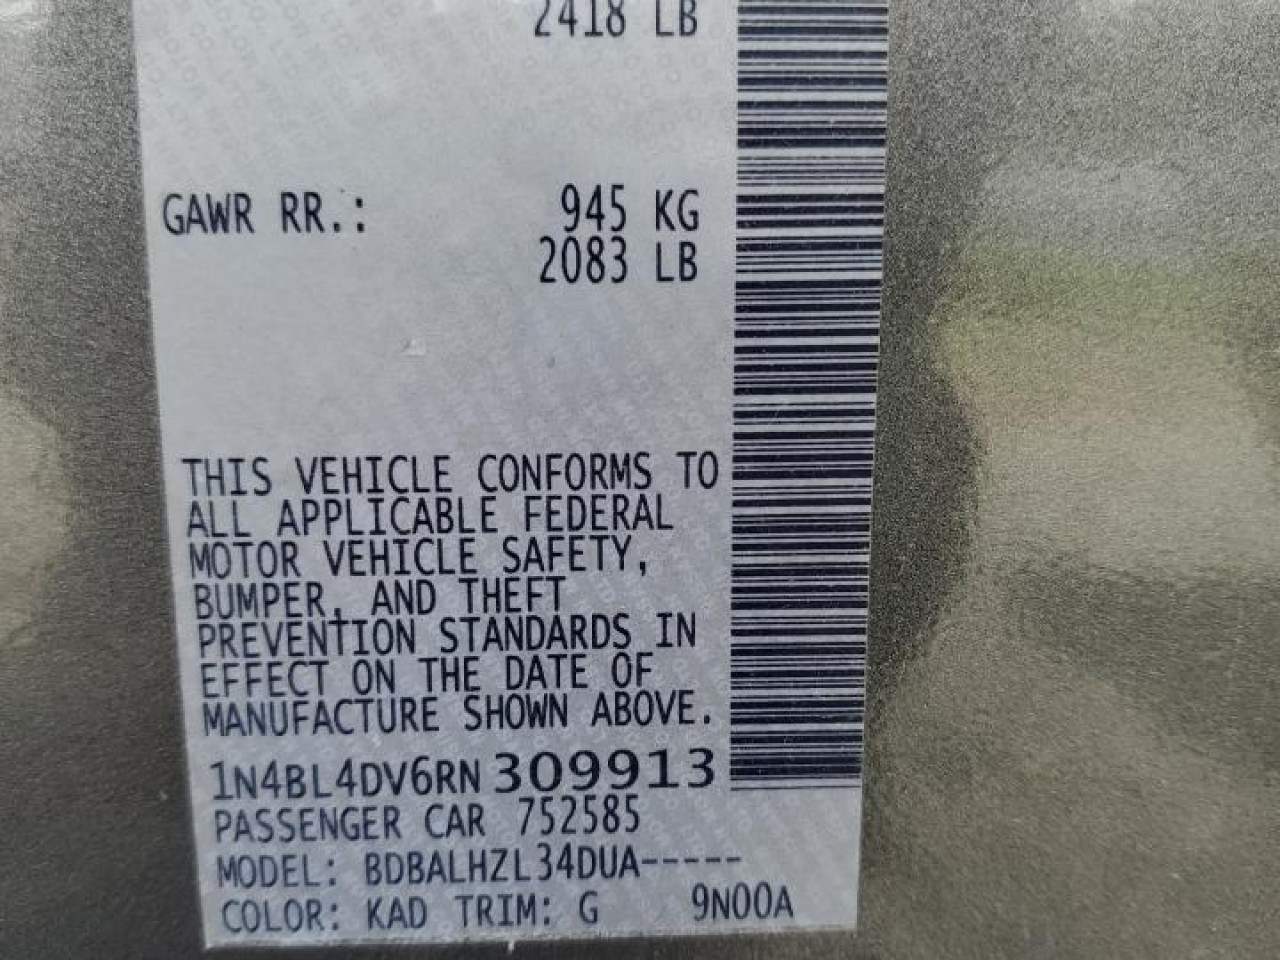 2418 LB
GAWR RR.: 945 KG
2083 LB
THIS VEHICLE CONFORMS TO
ALL APPLICABLE FEDERAL
MOTOR VEHICLE SAFETY,
BUMPER, AND THEFT
PREVENTION STANDARDS IN
EFFECT ON THE DATE OF
MANUFACTURE SHOWN ABOVE.
1N4BL4DV6RN309913
PASSENGER CAR 752585
MODEL: BDBALHZL34DUA-----
COLOR: KAD TRIM: G 9N00A